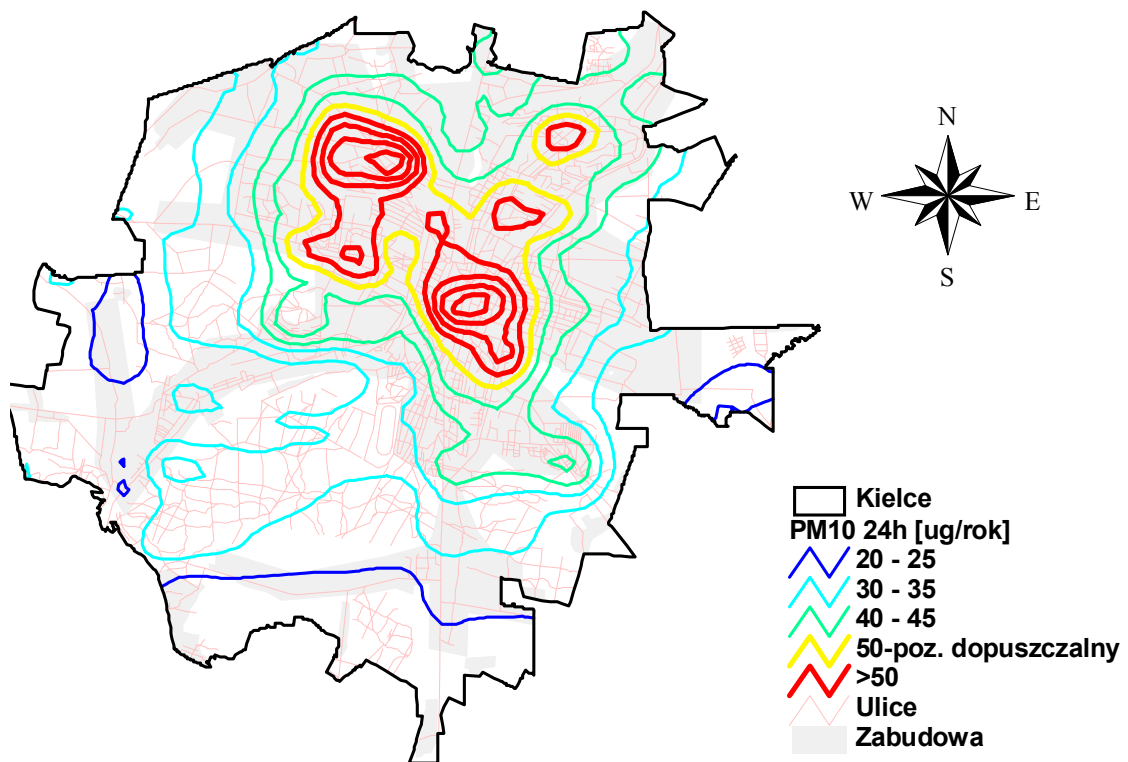 N
W E
S
Kielce
PM10 24h [ug/rok]
20 - 25
30 - 35
40 - 45
50-poz. dopuszczalny
>50
Ulice
Zabudowa